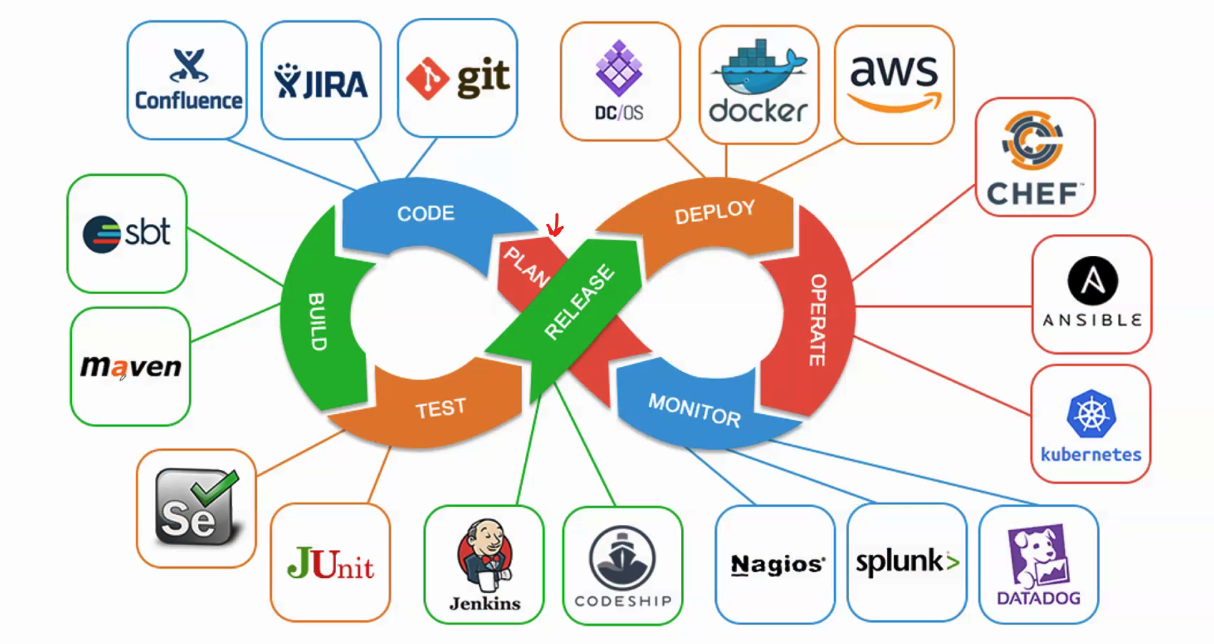 Confluence
JIRA
git
DC/OS
docker
aws
CHEF™
sbt
CODE
DEPLOY
PLAN
RELEASE
BUILD
OPERATE
ANSIBLE
maven
TEST
MONITOR
kubernetes
Se
JUnit
Jenkins
CODESHIP
Nagios®
splunk>
DATADOG